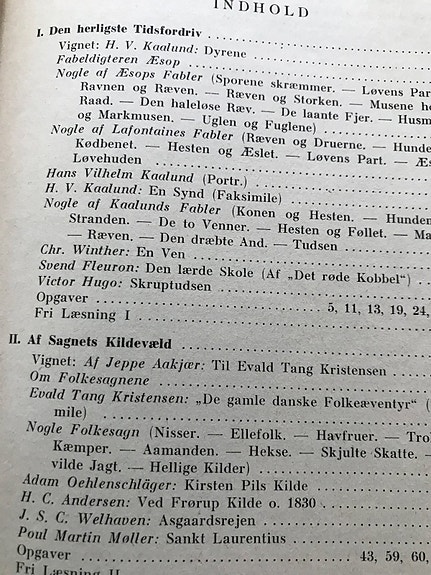 INDHOLD
I. Den herligste Tidsfordriv
Vignet: H. V. Kaalund: Dyrene
Fabeldigteren Æsop
Nogle af Æsops Fabler (Sporene skræmmer. — Løvens Par
Ravnen og Ræven. — Ræven og Storken. — Musene ho
Raad. — Den haleløse Ræv. — De laante Fjer. — Husm
og Markmusen. — Uglen og Fuglene)
Nogle af Lafontaines Fabler (Ræven og Druerne. — Hunde
Kødbenet. — Hesten og Æslet. — Løvens Part. — Æs
Løvehuden
Hans Vilhelm Kaalund (Portr.)
H. V. Kaalund: En Synd (Faksimile)
Nogle af Kaalunds Fabler (Konen og Hesten. — Hunden
Stranden. — De to Venner. — Hesten og Føllet. — Ma
— Ræven. — Den dræbte And. — Tudsen
Chr. Winther: En Ven
Svend Fleuron: Den lærde Skole (Af „Det røde Kobbel“)
Victor Hugo: Skruptudsen
Opgaver 5, 11, 13, 19, 24,
Fri Læsning I
II. Af Sagnets Kildevæld
Vignet: Af Jeppe Aakjær: Til Evald Tang Kristensen
Om Folkesagnene
Evald Tang Kristensen: „De gamle danske Folkeæventyr“ (
mile)
Nogle Folkesagn (Nisser. — Ellefolk. — Havfruer. — Tro
Kæmper. — Aamanden. — Hekse. — Skjulte Skatte. —
vilde Jagt. — Hellige Kilder)
Adam Oehlenschläger: Kirsten Pils Kilde
H. C. Andersen: Ved Frørup Kilde o. 1830
J. S. C. Welhaven: Asgaardsrejen
Poul Martin Møller: Sankt Laurentius
Opgaver 43, 59, 60,
Fri Læsning II